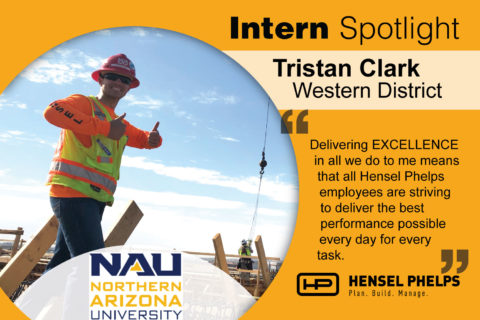 Intern Spotlight
Tristan Clark
Western District
“
Delivering EXCELLENCE
in all we do to me means
that all Hensel Phelps
employees are striving
to deliver the best
performance possible
every day for every
task.
”
HP
HENSEL PHELPS
Plan. Build. Manage.
NAU
NORTHERN
ARIZONA
UNIVERSITY